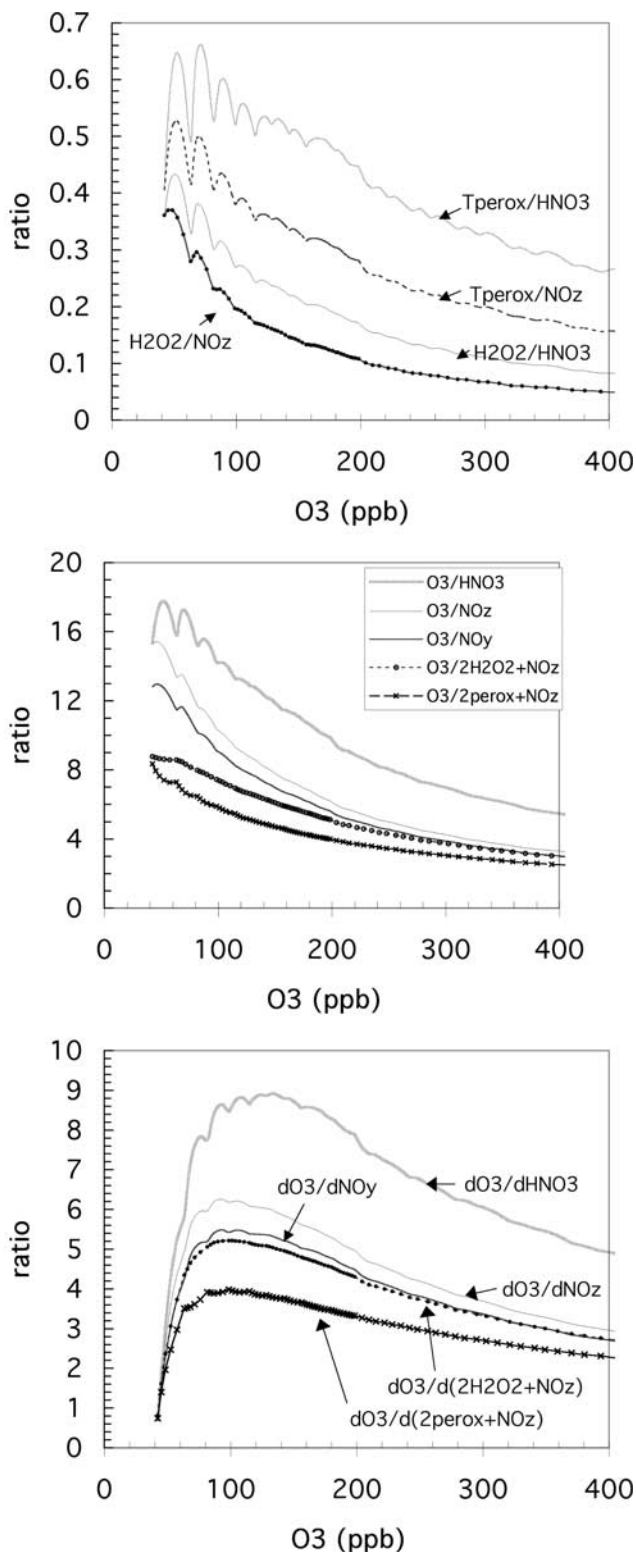 0.7
0.6
0.5
0.4
0.3
0.2
0.1
0
ratio
Tperox/HNO3
Tperox/NOz
H2O2/NOz
H2O2/HNO3
0 100 200 300 400
O3 (ppb)
20
16
12
8
4
0
ratio
O3/HNO3
O3/NOz
O3/NOy
O3/2H2O2+NOz
O3/2perox+NOz
0 100 200 300 400
O3 (ppb)
10
9
8
7
6
5
4
3
2
1
0
ratio
dO3/dNOy
dO3/dHNO3
dO3/dNOz
dO3/d(2H2O2+NOz)
dO3/d(2perox+NOz)
0 100 200 300 400
O3 (ppb)